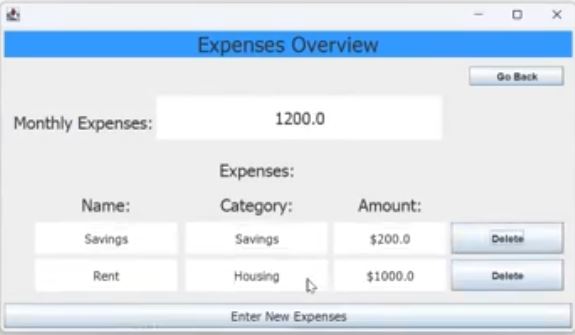 Expenses Overview
Go Back
Monthly Expenses: 1200.0
Expenses:
Name: Category: Amount:
Savings Savings $200.0 Delete
Rent Housing $1000.0 Delete
Enter New Expenses